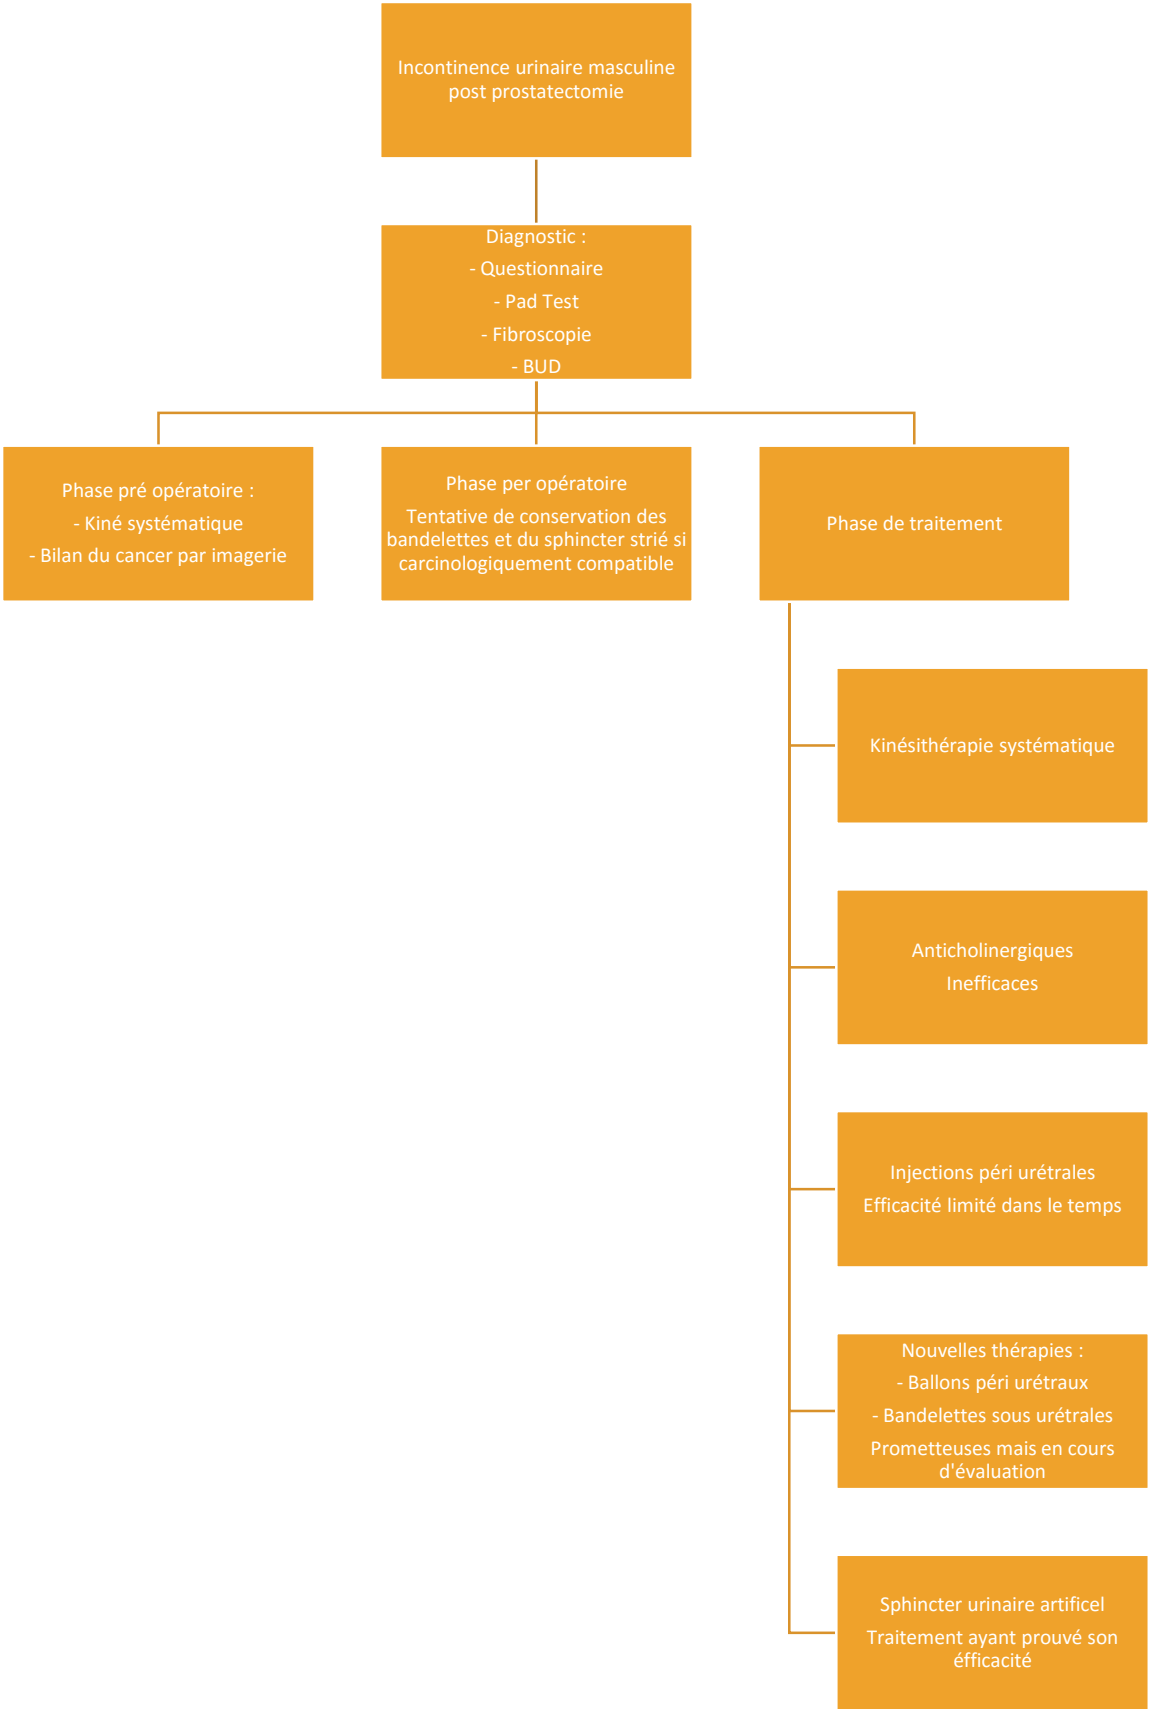 Incontinence urinaire masculine
post prostatectomie
Diagnostic :
- Questionnaire
- Pad Test
- Fibroscopie
- BUD
Phase pré opératoire :
- Kiné systématique
- Bilan du cancer par imagerie
Phase per opératoire
Tentative de conservation des
bandelettes et du sphincter strié si
carcinologiquement compatible
Phase de traitement
Kinésithérapie systématique
Anticholinergiques
Inefficaces
Injections péri urétrales
Efficacité limité dans le temps
Nouvelles thérapies :
- Ballons péri urétraux
- Bandelettes sous urétrales
Prometteuses mais en cours
d'évaluation
Sphincter urinaire artificel
Traitement ayant prouvé son
éfficacité